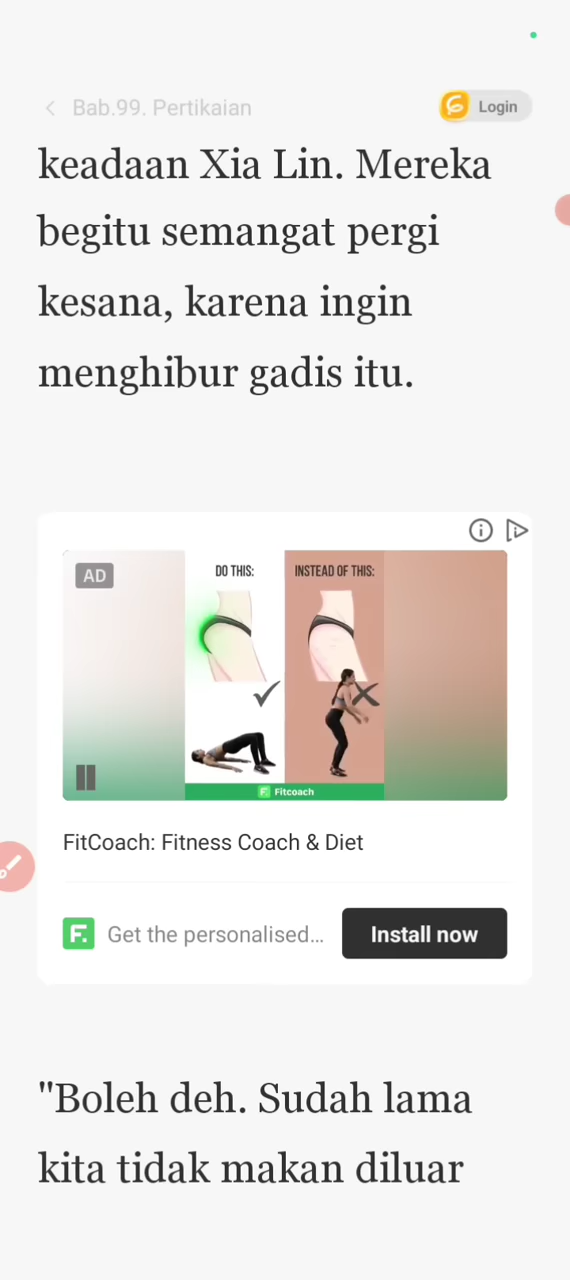 Bab.99. Pertikaian
Login
keadaan Xia Lin. Mereka
begitu semangat pergi
kesana, karena ingin
menghibur gadis itu.
AD
DO THIS:
INSTEAD OF THIS:
F. Fitcoach
FitCoach: Fitness Coach & Diet
F. Get the personalised...
Install now
"Boleh deh. Sudah lama
kita tidak makan diluar